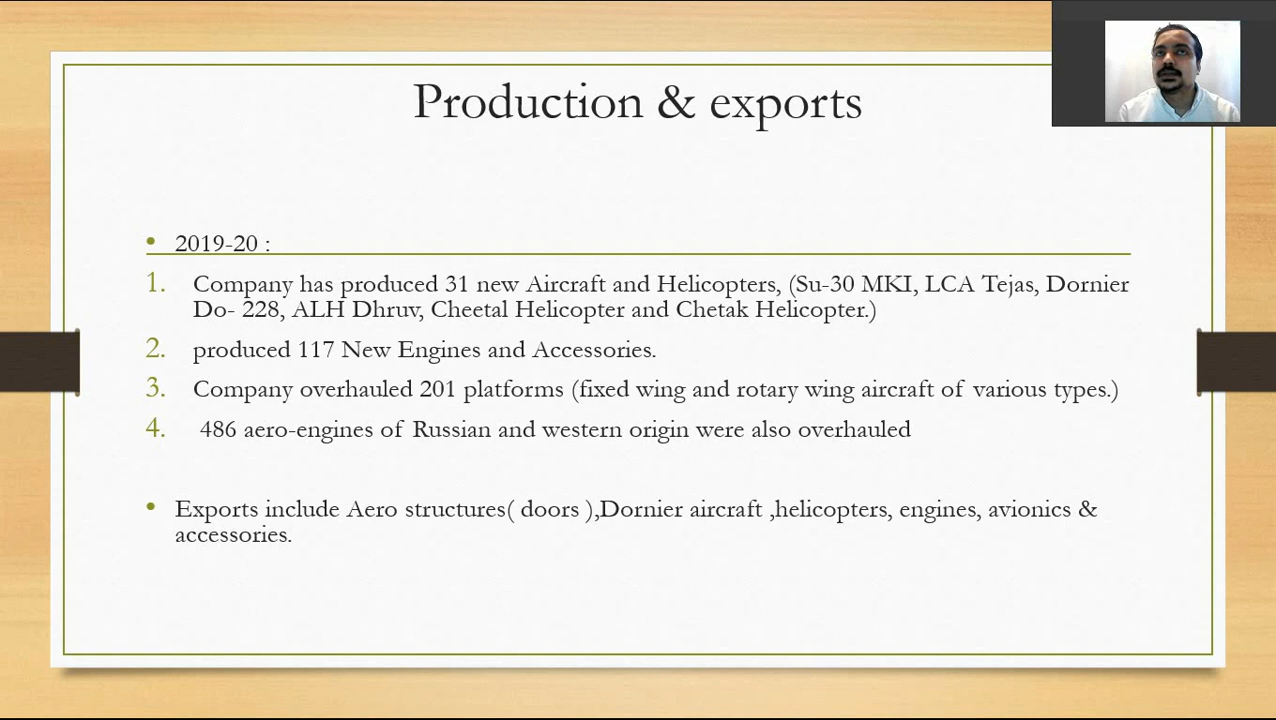 Production & exports
• 2019-20 :
1. Company has produced 31 new Aircraft and Helicopters, (Su-30 MKI, LCA Tejas, Dornier
Do- 228, ALH Dhruv, Cheetal Helicopter and Chetak Helicopter.)
2. produced 117 New Engines and Accessories.
3. Company overhauled 201 platforms (fixed wing and rotary wing aircraft of various types.)
4. 486 aero-engines of Russian and western origin were also overhauled
• Exports include Aero structures( doors ),Dornier aircraft ,helicopters, engines, avionics &
accessories.